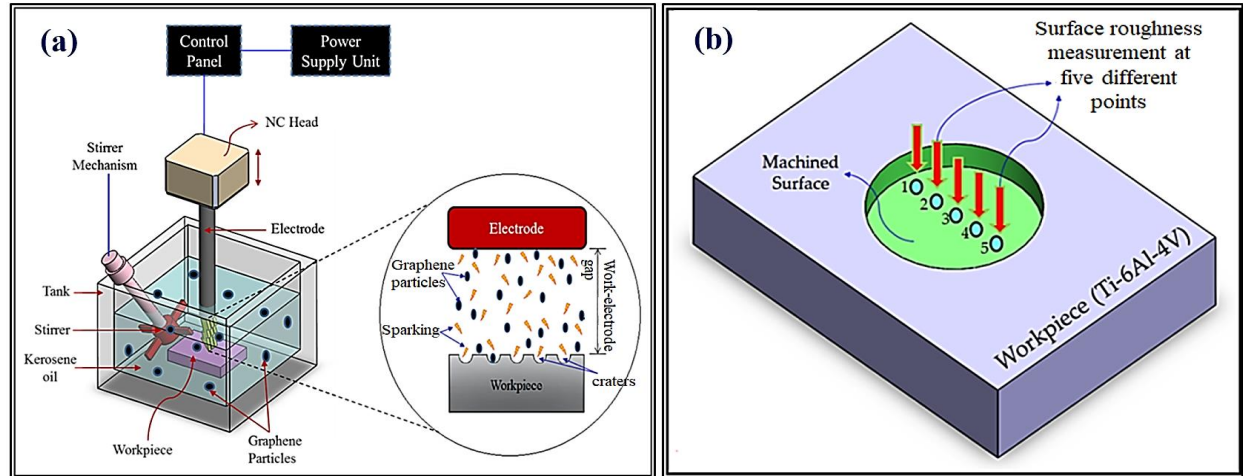 (a)
Control
Panel
Power
Supply Unit
NC Head
Stirrer
Mechanism
Electrode
Tank
Stirrer
Kerosene
oil
Workpiece
Graphene
Particles
Electrode
Graphene
particles
Sparking
Work-electrode
gap
Workpiece
craters
(b)
Surface roughness
measurement at
five different
points
Machined
Surface
1
2
3
4
5
Workpiece (Ti-6Al-4V)